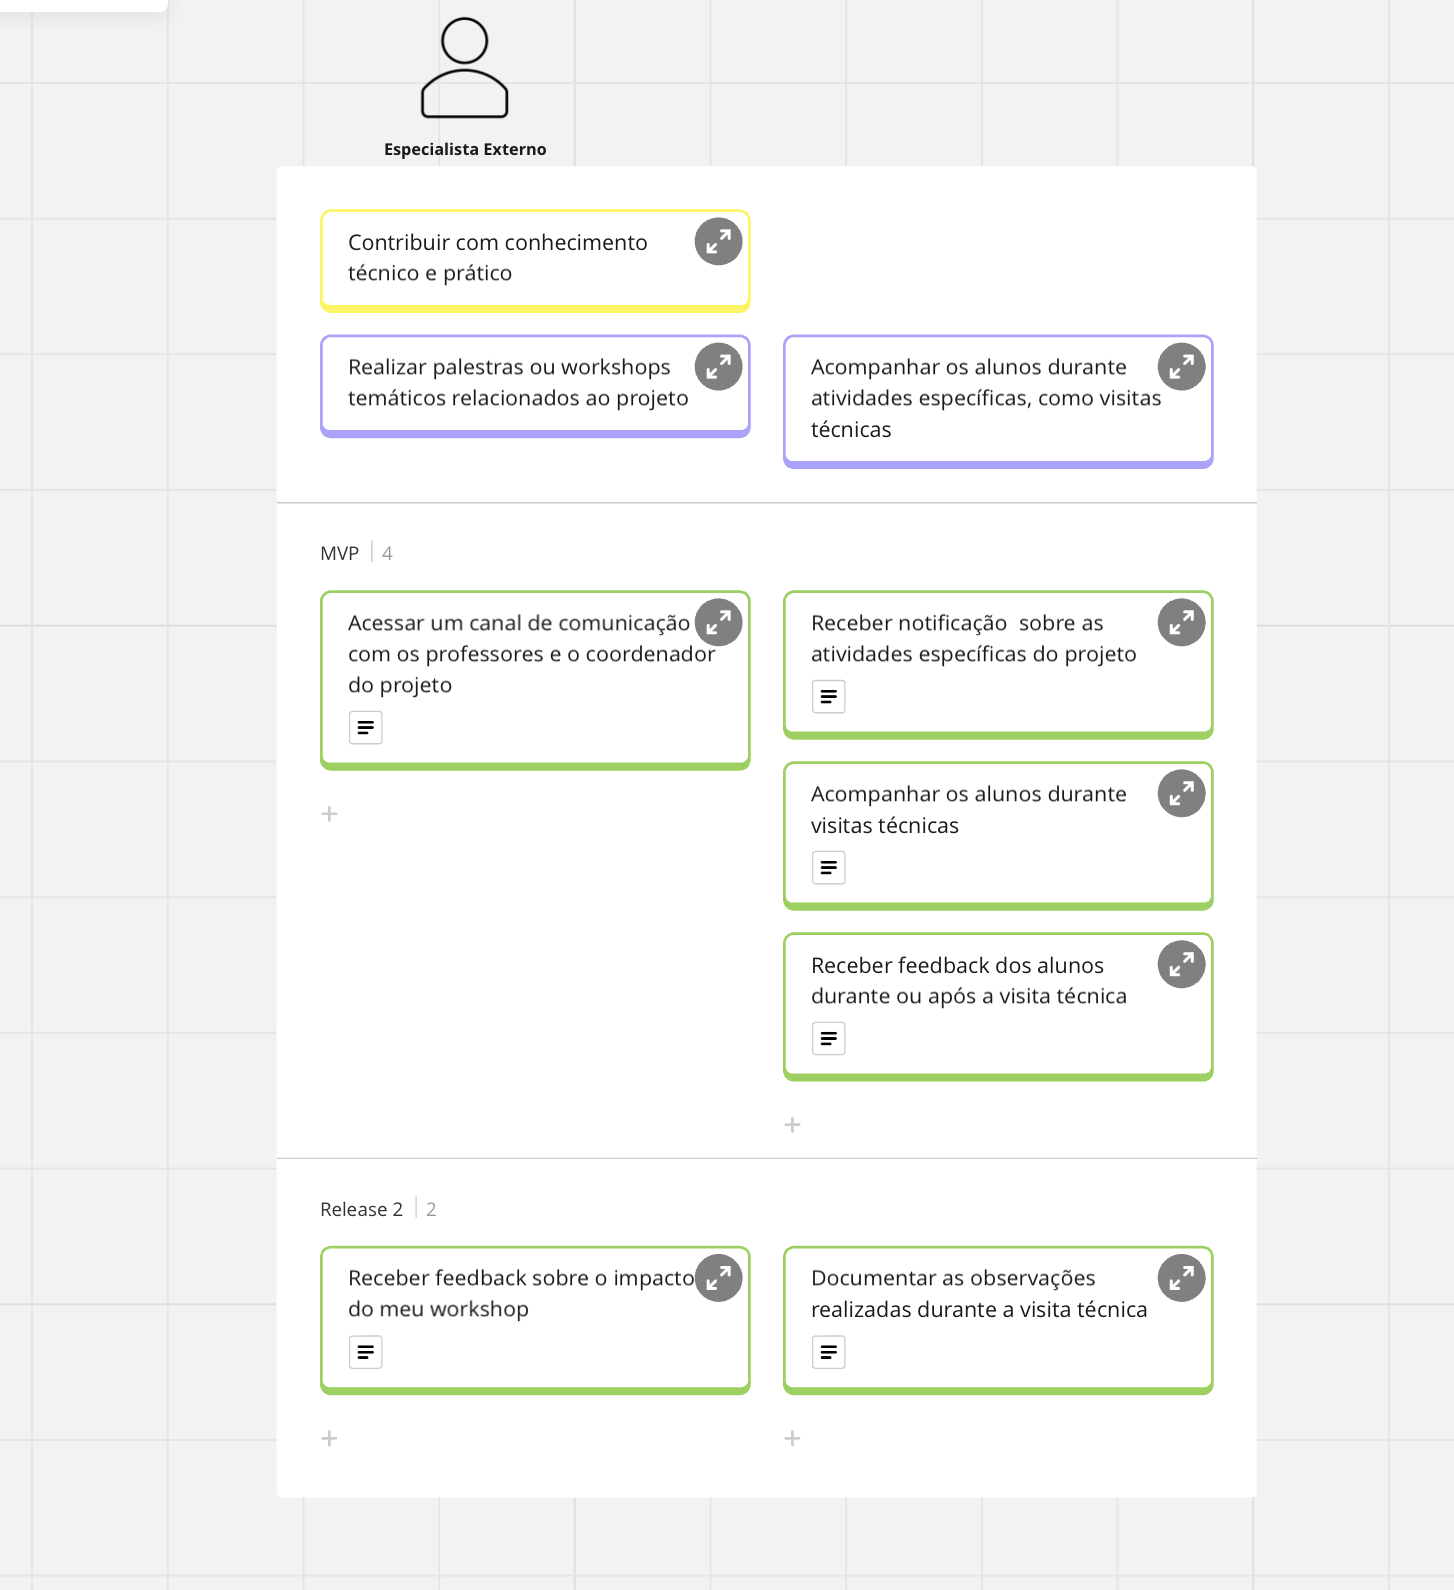 Especialista Externo
Contribuir com conhecimento
técnico e prático
Realizar palestras ou workshops
temáticos relacionados ao projeto
Acompanhar os alunos durante
atividades específicas, como visitas
técnicas
MVP 4
Acessar um canal de comunicação
com os professores e o coordenador
do projeto
Receber notificação  sobre as
atividades específicas do projeto
Acompanhar os alunos durante
visitas técnicas
Receber feedback dos alunos
durante ou após a visita técnica
Release 2 2
Receber feedback sobre o impacto
do meu workshop
Documentar as observações
realizadas durante a visita técnica